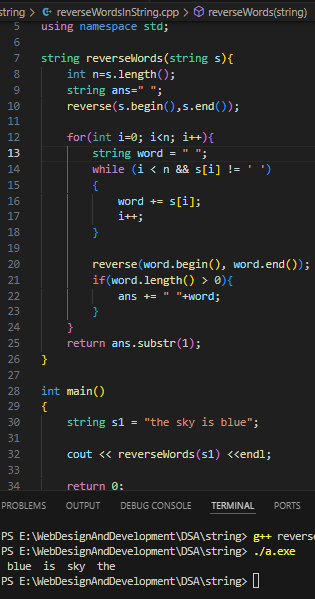 string > reverseWordsInString.cpp > reverseWords(string)
5 using namespace std;
6
7 string reverseWords(string s){
8 int n=s.length();
9 string ans=" ";
10 reverse(s.begin(),s.end());
11
12 for(int i=0; i<n; i++){
13 string word = " ";
14 while (i < n && s[i] != ' ')
15 {
16 word += s[i];
17 i++;
18 }
19
20 reverse(word.begin(), word.end());
21 if(word.length() > 0){
22 ans += " "+word;
23 }
24 }
25 return ans.substr(1);
26 }
27
28 int main()
29 {
30 string s1 = "the sky is blue";
31
32 cout << reverseWords(s1) <<endl;
33
34 return 0;
PROBLEMS OUTPUT DEBUG CONSOLE TERMINAL PORTS
PS E:\WebDesignAndDevelopment\DSA\string> g++ reverse
PS E:\WebDesignAndDevelopment\DSA\string> ./a.exe
blue is sky the
PS E:\WebDesignAndDevelopment\DSA\string>